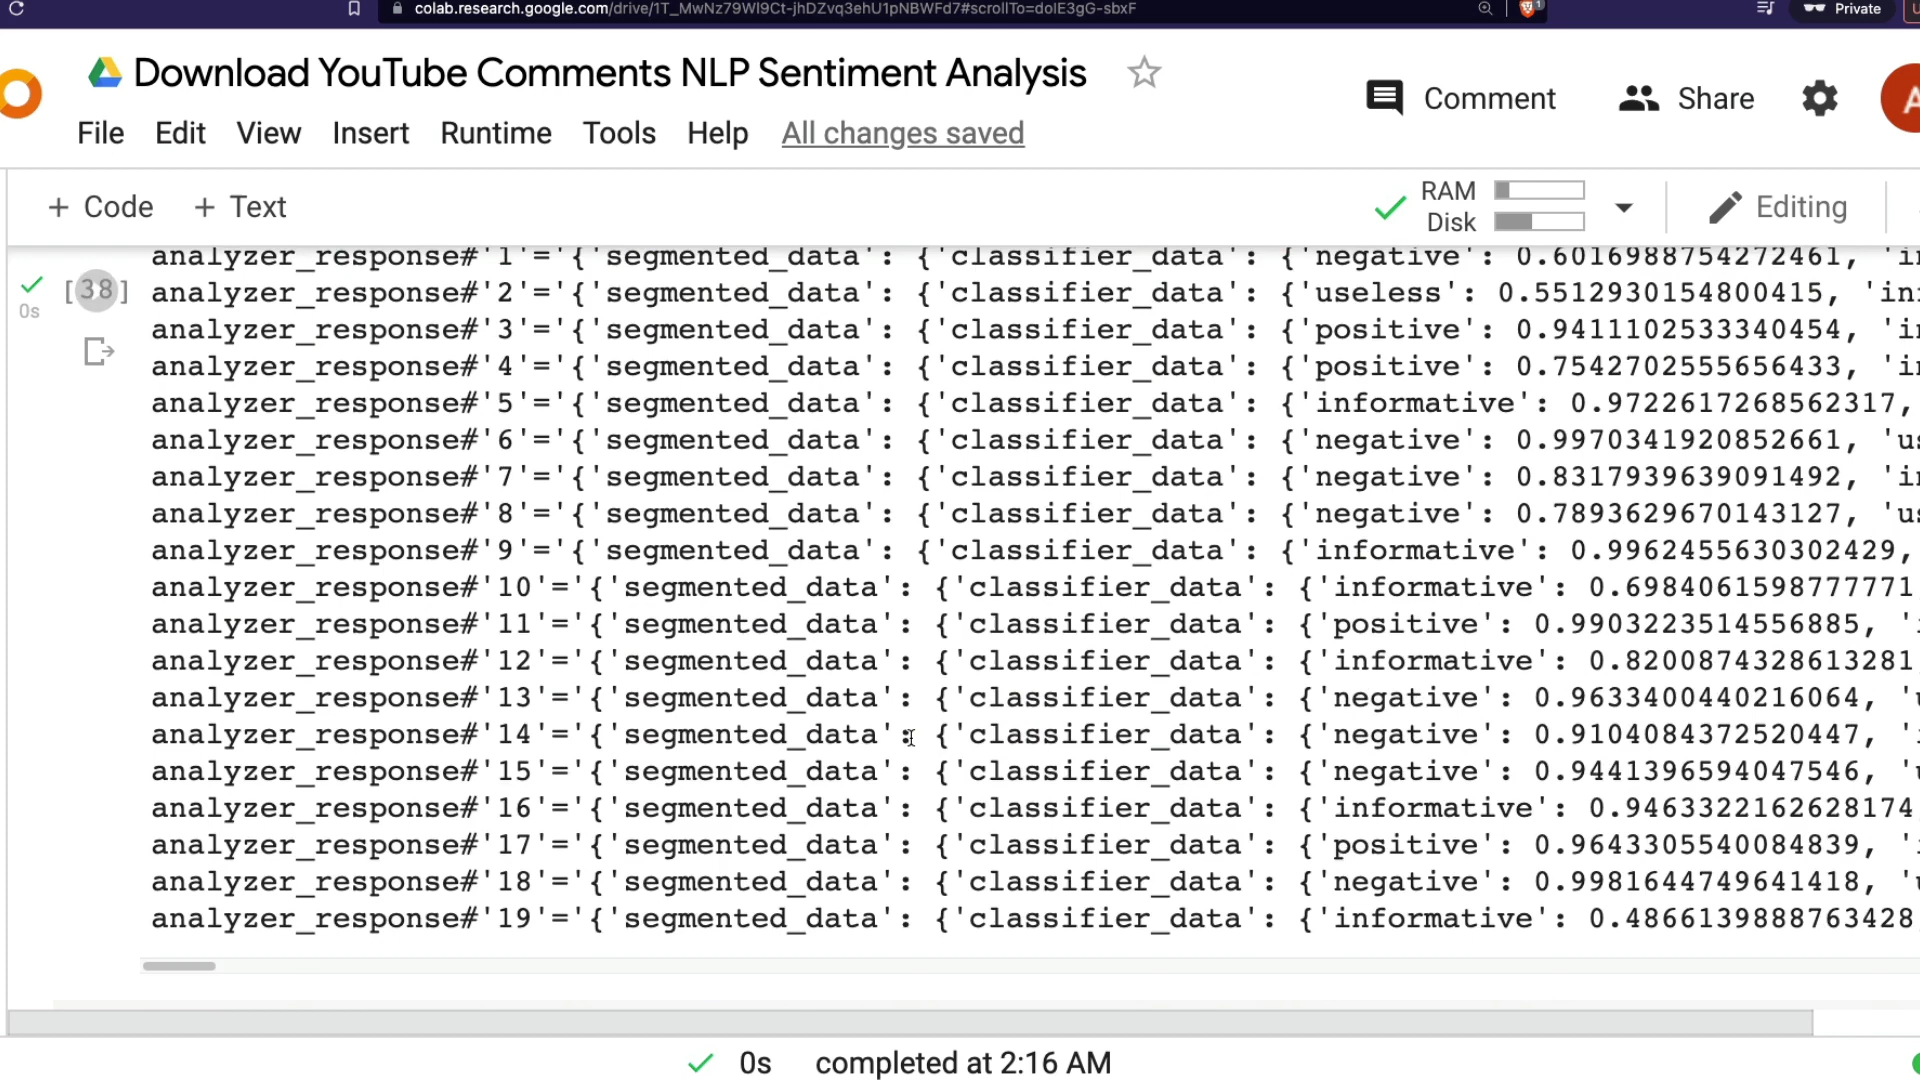 colab.research.google.com/drive/1T_MwNz79WI9Ct-jhDZvq3ehU1pNBWFd7#scrollTo=dolE3gG-sbxF
1
Private
Download YouTube Comments NLP Sentiment Analysis
Comment
Share
File Edit View Insert Runtime Tools Help All changes saved
+ Code + Text
RAM
Disk
Editing
analyzer_response#'1'='{'segmented_data': {'classifier_data': {'negative': 0.6016988754272461,
[38]
0s
analyzer_response#'2'='{'segmented_data': {'classifier_data': {'useless': 0.5512930154800415,
analyzer_response#'3'='{'segmented_data': {'classifier_data': {'positive': 0.9411102533340454,
analyzer_response#'4'='{'segmented_data': {'classifier_data': {'positive': 0.7542702555656433,
analyzer_response#'5'='{'segmented_data': {'classifier_data': {'informative': 0.9722617268562317,
analyzer_response#'6'='{'segmented_data': {'classifier_data': {'negative': 0.9970341920852661,
analyzer_response#'7'='{'segmented_data': {'classifier_data': {'negative': 0.8317939639091492,
analyzer_response#'8'='{'segmented_data': {'classifier_data': {'negative': 0.7893629670143127,
analyzer_response#'9'='{'segmented_data': {'classifier_data': {'informative': 0.9962455630302429,
analyzer_response#'10'='{'segmented_data': {'classifier_data': {'informative': 0.6984061598777771
analyzer_response#'11'='{'segmented_data': {'classifier_data': {'positive': 0.9903223514556885,
analyzer_response#'12'='{'segmented_data': {'classifier_data': {'informative': 0.8200874328613281
analyzer_response#'13'='{'segmented_data': {'classifier_data': {'negative': 0.9633400440216064,
analyzer_response#'14'='{'segmented_data': {'classifier_data': {'negative': 0.9104084372520447,
analyzer_response#'15'='{'segmented_data': {'classifier_data': {'negative': 0.9441396594047546,
analyzer_response#'16'='{'segmented_data': {'classifier_data': {'informative': 0.9463322162628174
analyzer_response#'17'='{'segmented_data': {'classifier_data': {'positive': 0.9643305540084839,
analyzer_response#'18'='{'segmented_data': {'classifier_data': {'negative': 0.9981644749641418,
analyzer_response#'19'='{'segmented_data': {'classifier_data': {'informative': 0.4866139888763428
0s completed at 2:16 AM